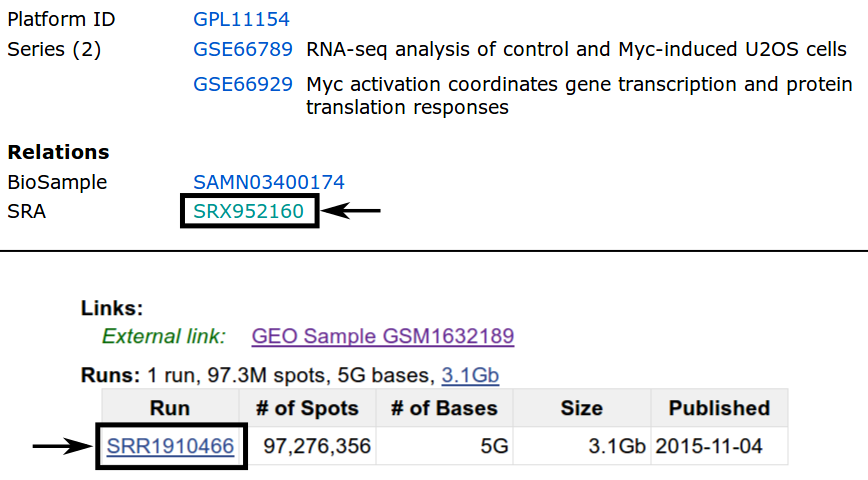 Platform ID GPL11154
Series (2) GSE66789 RNA-seq analysis of control and Myc-induced U2OS cells
GSE66929 Myc activation coordinates gene transcription and protein
translation responses
Relations
BioSample SAMN03400174
SRA SRX952160
Links:
External link: GEO Sample GSM1632189
Runs: 1 run, 97.3M spots, 5G bases, 3.1Gb
Run # of Spots # of Bases Size Published
SRR1910466 97,276,356 5G 3.1Gb 2015-11-04